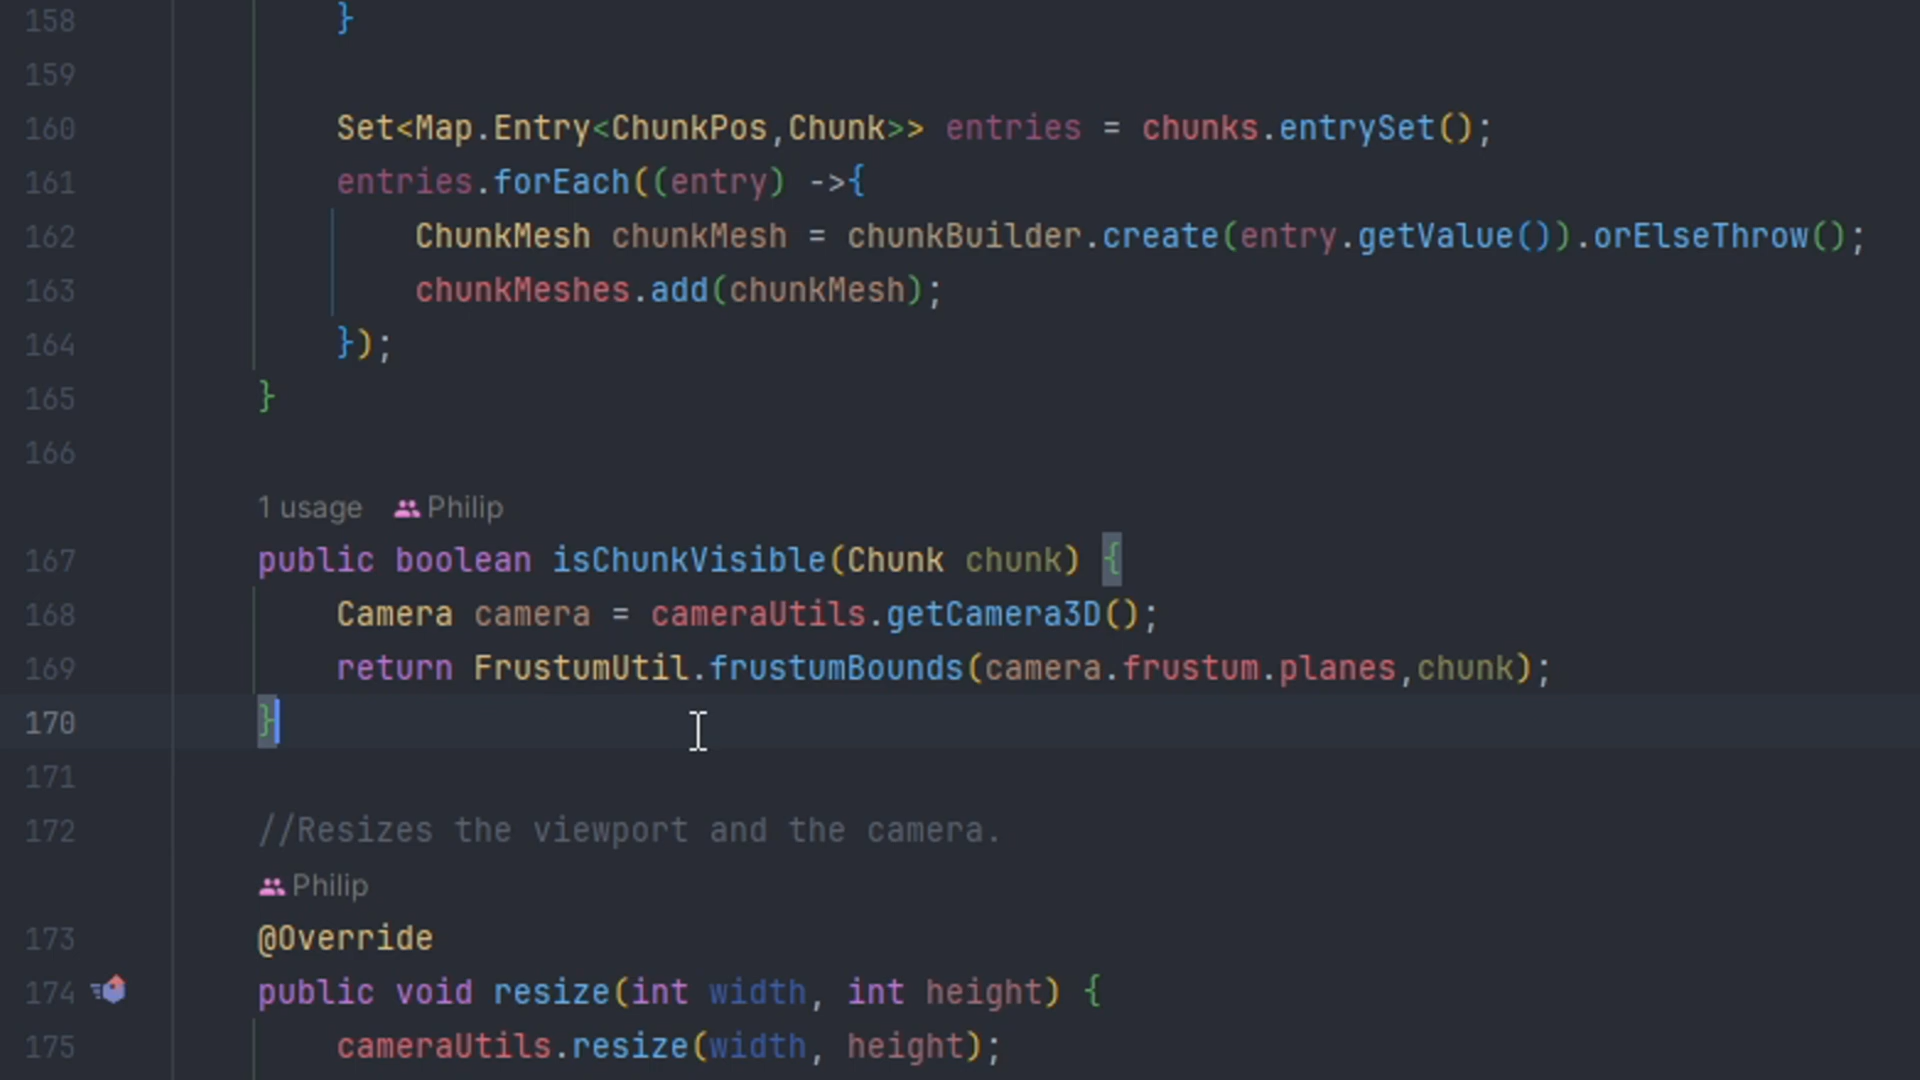 158 }
159
160 Set<Map.Entry<ChunkPos,Chunk>> entries = chunks.entrySet();
161 entries.forEach((entry) ->{
162 ChunkMesh chunkMesh = chunkBuilder.create(entry.getValue()).orElseThrow();
163 chunkMeshes.add(chunkMesh);
164 });
165 }
166
1 usage Philip
167 public boolean isChunkVisible(Chunk chunk) {
168 Camera camera = cameraUtils.getCamera3D();
169 return FrustumUtil.frustumBounds(camera.frustum.planes,chunk);
170 }
171
172 //Resizes the viewport and the camera.
Philip
173 @Override
174 public void resize(int width, int height) {
175 cameraUtils.resize(width, height);